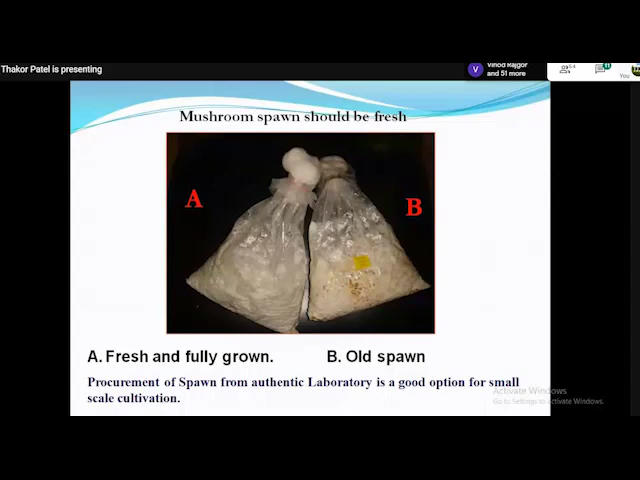 Thakor Patel is presenting
V
Vinod Rajgor
and 51 more
You
Mushroom spawn should be fresh
A
B
A. Fresh and fully grown.
B. Old spawn
Procurement of Spawn from authentic Laboratory is a good option for small
scale cultivation.
Activate Windows
Go to Settings to activate Windows.